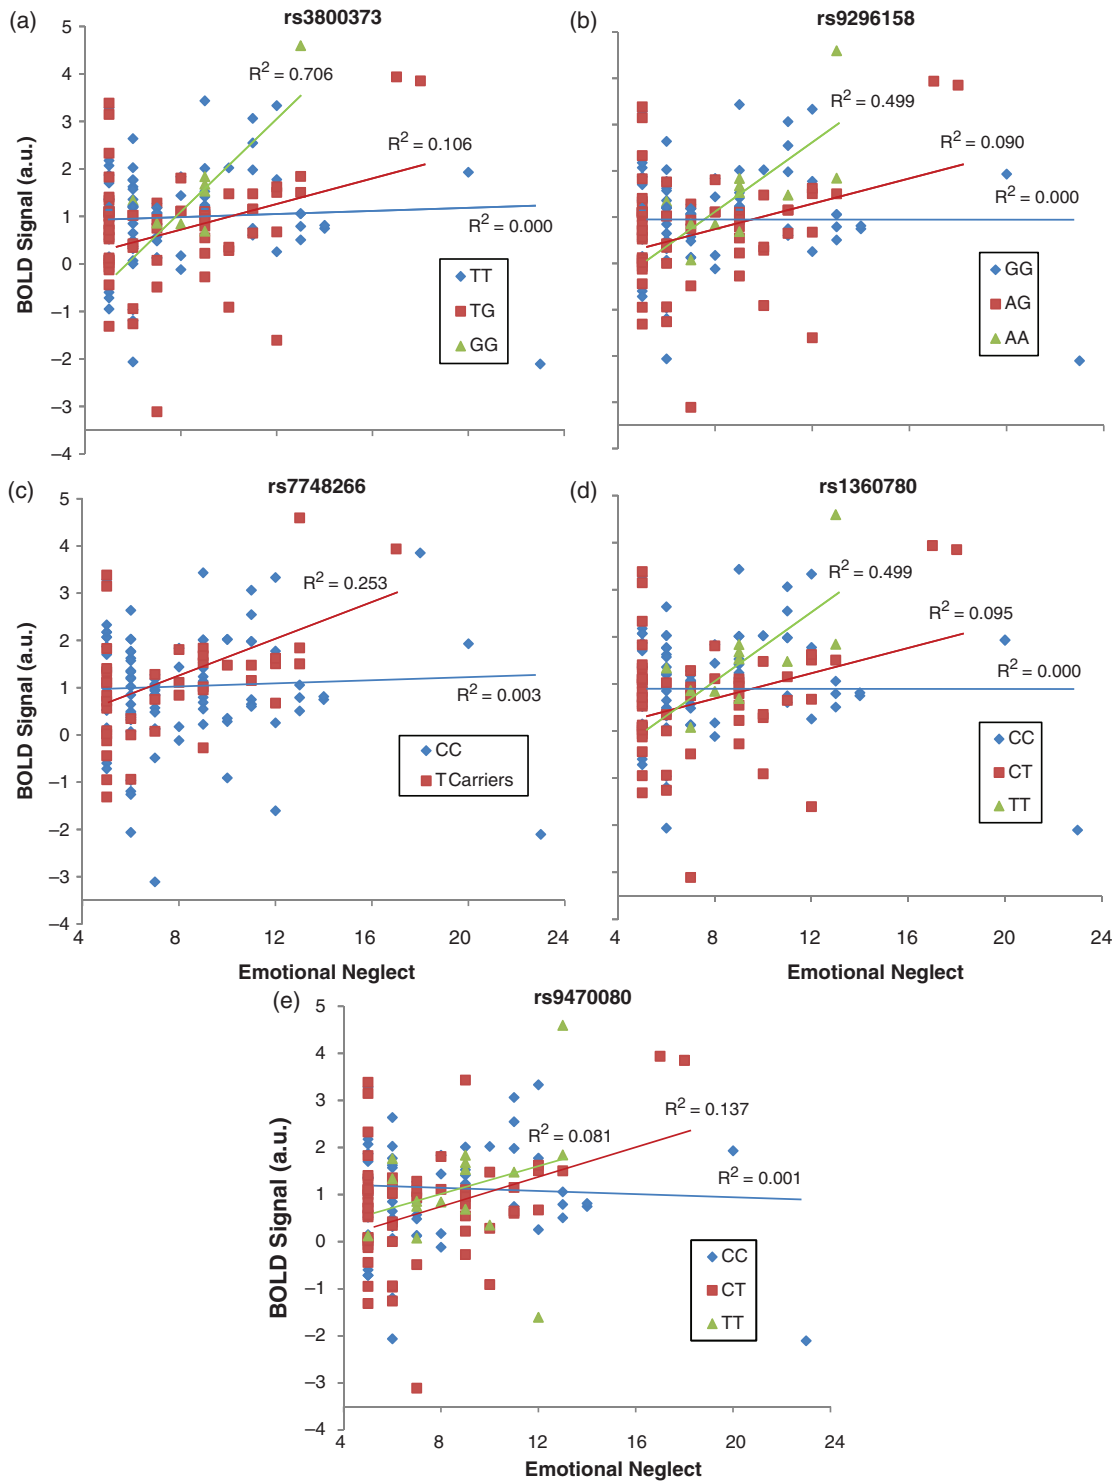 (a)
rs3800373
BOLD Signal (a.u.)
5
4
3
2
1
0
–1
–2
–3
–4
R² = 0.706
R² = 0.106
R² = 0.000
TT
TG
GG
(b)
rs9296158
R² = 0.499
R² = 0.090
R² = 0.000
GG
AG
AA
(c)
rs7748266
BOLD Signal (a.u.)
5
4
3
2
1
0
–1
–2
–3
–4
R² = 0.253
R² = 0.003
CC
T Carriers
4
8
12
16
20
24
Emotional Neglect
(d)
rs1360780
R² = 0.499
R² = 0.095
R² = 0.000
CC
CT
TT
4
8
12
16
20
24
Emotional Neglect
(e)
rs9470080
BOLD Signal (a.u.)
5
4
3
2
1
0
–1
–2
–3
–4
R² = 0.081
R² = 0.137
R² = 0.001
CC
CT
TT
4
8
12
16
20
24
Emotional Neglect